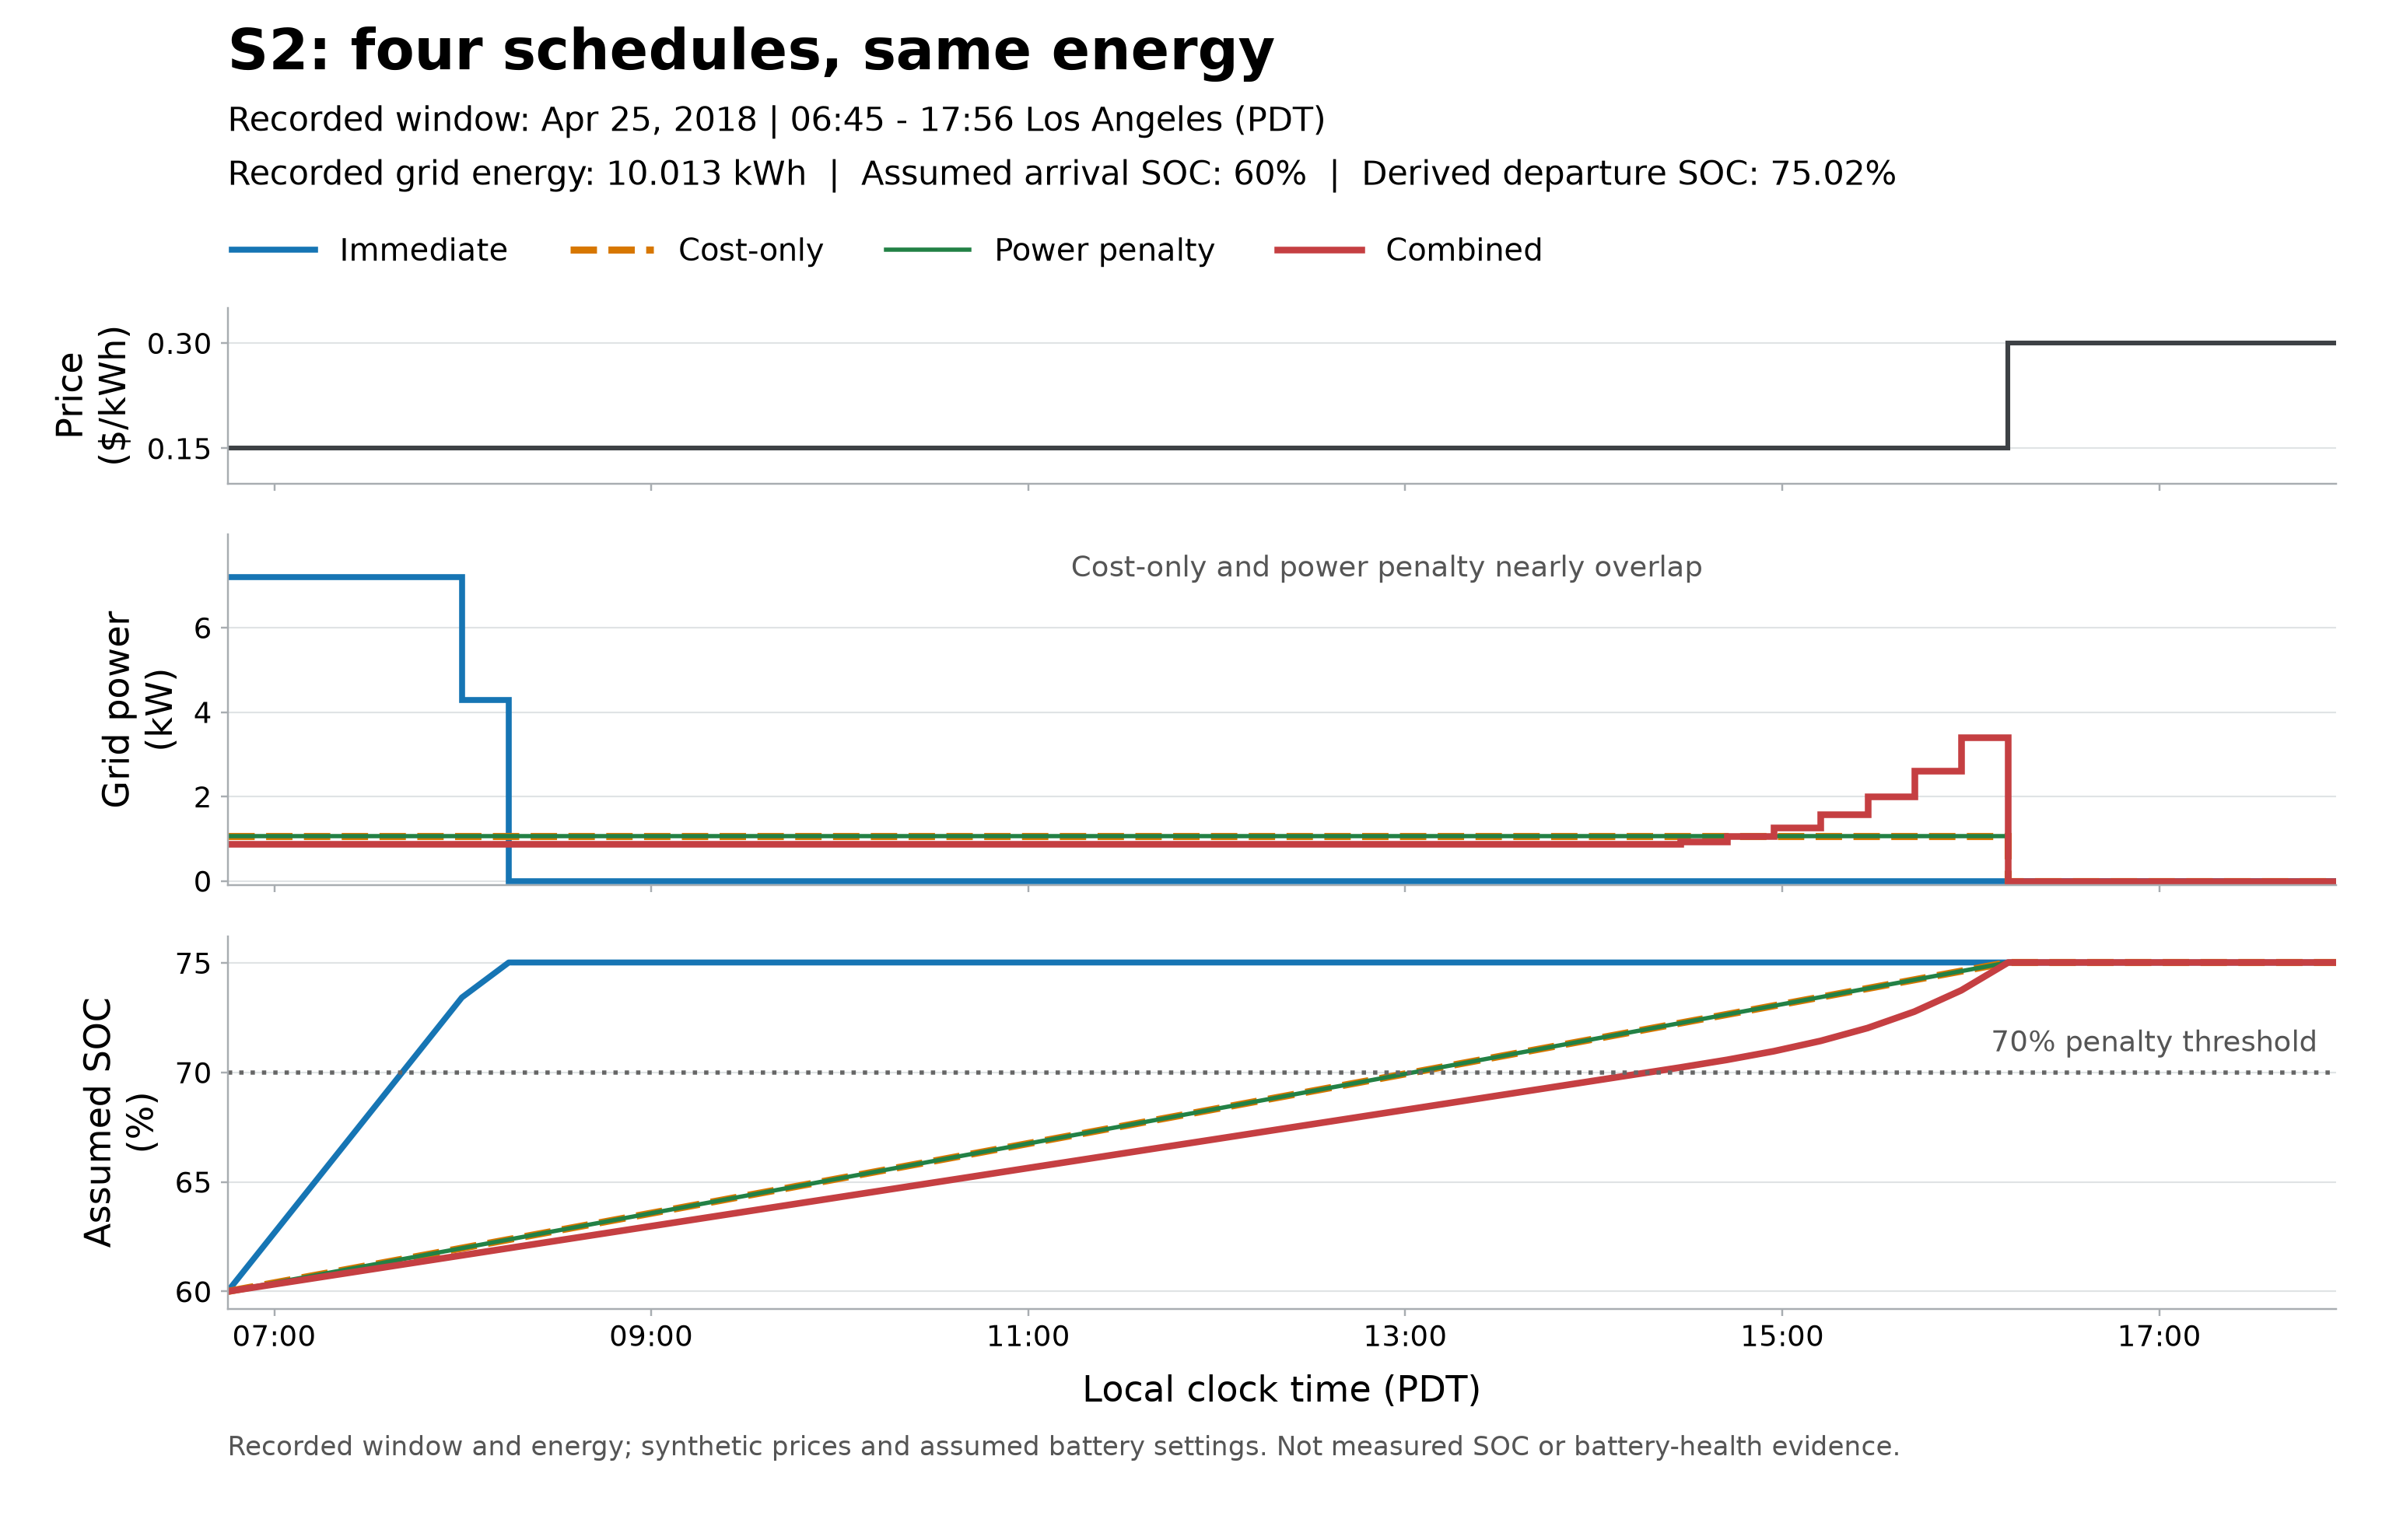 S2: four schedules, same energy
Recorded window: Apr 25, 2018 | 06:45 - 17:56 Los Angeles (PDT)
Recorded grid energy: 10.013 kWh | Assumed arrival SOC: 60% | Derived departure SOC: 75.02%
Immediate
Cost-only
Power penalty
Combined
Price
($/kWh)
0.30
0.15
Grid power
(kW)
Cost-only and power penalty nearly overlap
6
4
2
0
Assumed SOC
(%)
75
70
65
60
70% penalty threshold
07:00
09:00
11:00
13:00
15:00
17:00
Local clock time (PDT)
Recorded window and energy; synthetic prices and assumed battery settings. Not measured SOC or battery-health evidence.